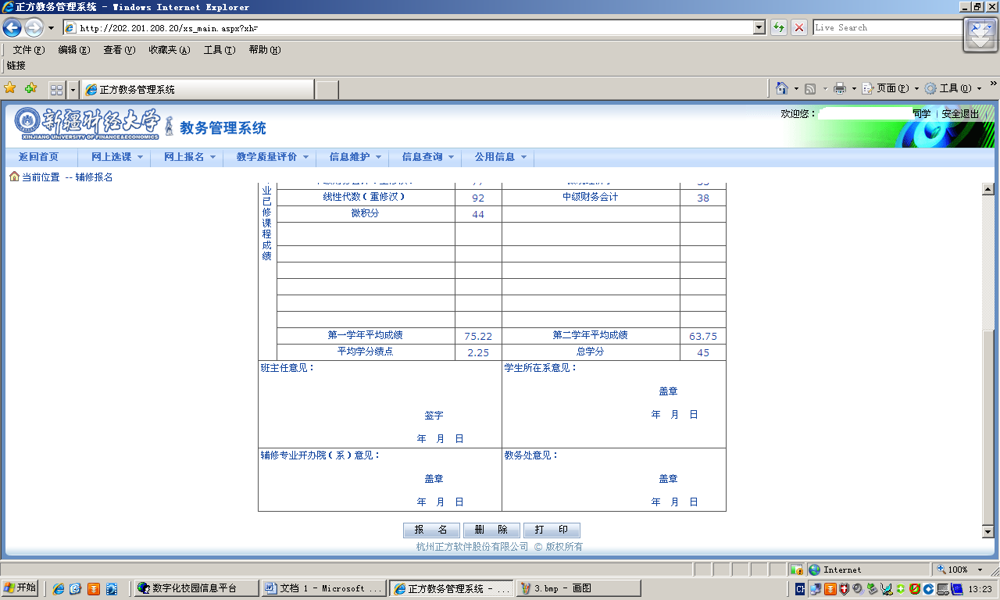 正方教务管理系统 - Windows Internet Explorer
http://202.201.208.20/xs_main.aspx?xh=
Live Search
文件(F) 编辑(E) 查看(V) 收藏夹(A) 工具(T) 帮助(H)
链接
正方教务管理系统
页面(P) 工具(O)
新疆财经大学
XINJIANG UNIVERSITY OF FINANCE&ECONOMICS
教务管理系统
欢迎您： 同学 | 安全退出
返回首页 网上选课 网上报名 教学质量评价 信息维护 信息查询 公用信息
当前位置 -- 辅修报名
业已修课程成绩
线性代数（重修汉） 92 中级财务会计 38
微积分 44
第一学年平均成绩 75.22 第二学年平均成绩 63.75
平均学分绩点 2.25 总学分 45
班主任意见：
签字
年 月 日
学生所在系意见：
盖章
年 月 日
辅修专业开办院（系）意见：
盖章
年 月 日
教务处意见：
盖章
年 月 日
报 名 删 除 打 印
杭州正方软件股份有限公司 © 版权所有
Internet 100%
开始 数字化校园信息平台 文档 1 - Microsoft ... 正方教务管理系统 - ... 3.bmp - 画图 13:23